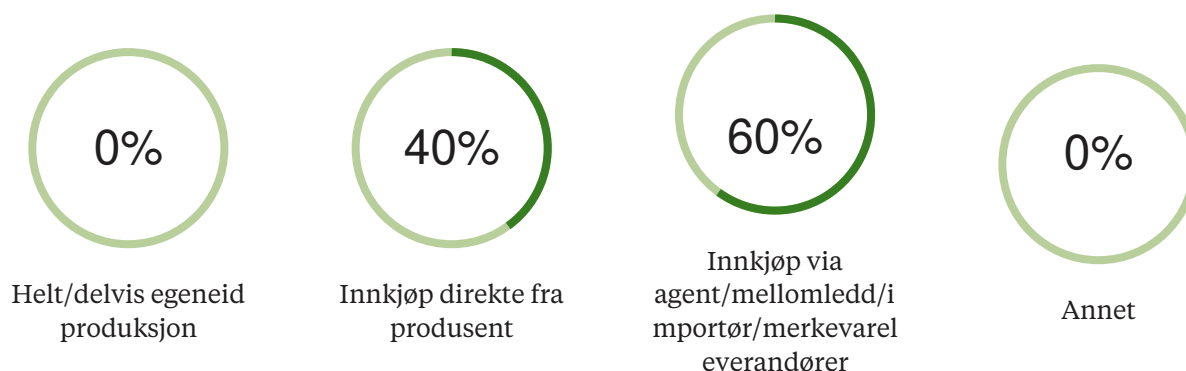 0%
Helt/delvis egeneid
produksjon
40%
Innkjøp direkte fra
produsent
60%
Innkjøp via
agent/mellomledd/i
mportør/merkevarel
everandører
0%
Annet